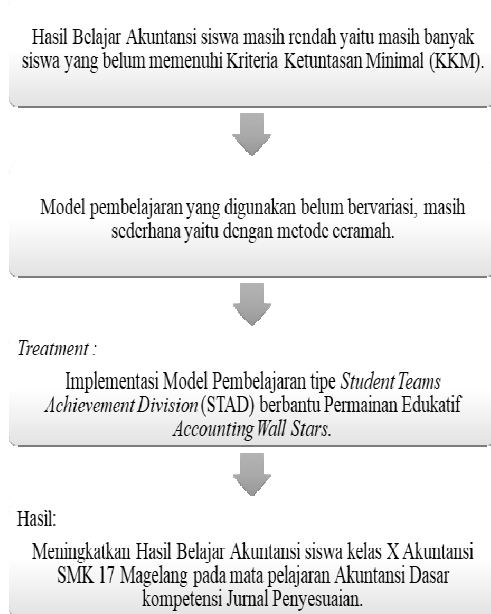 Hasil Belajar Akuntansi siswa masih rendah yaitu masih banyak
siswa yang belum memenuhi Kriteria Ketuntasan Minimal (KKM).
Model pembelajaran yang digunakan belum bervariasi, masih
sederhana yaitu dengan metode ceramah.
Treatment :
Implementasi Model Pembelajaran tipe Student Teams
Achievement Division (STAD) berbantu Permainan Edukatif
Accounting Wall Stars.
Hasil:
Meningkatkan Hasil Belajar Akuntansi siswa kelas X Akuntansi
SMK 17 Magelang pada mata pelajaran Akuntansi Dasar
kompetensi Jurnal Penyesuaian.